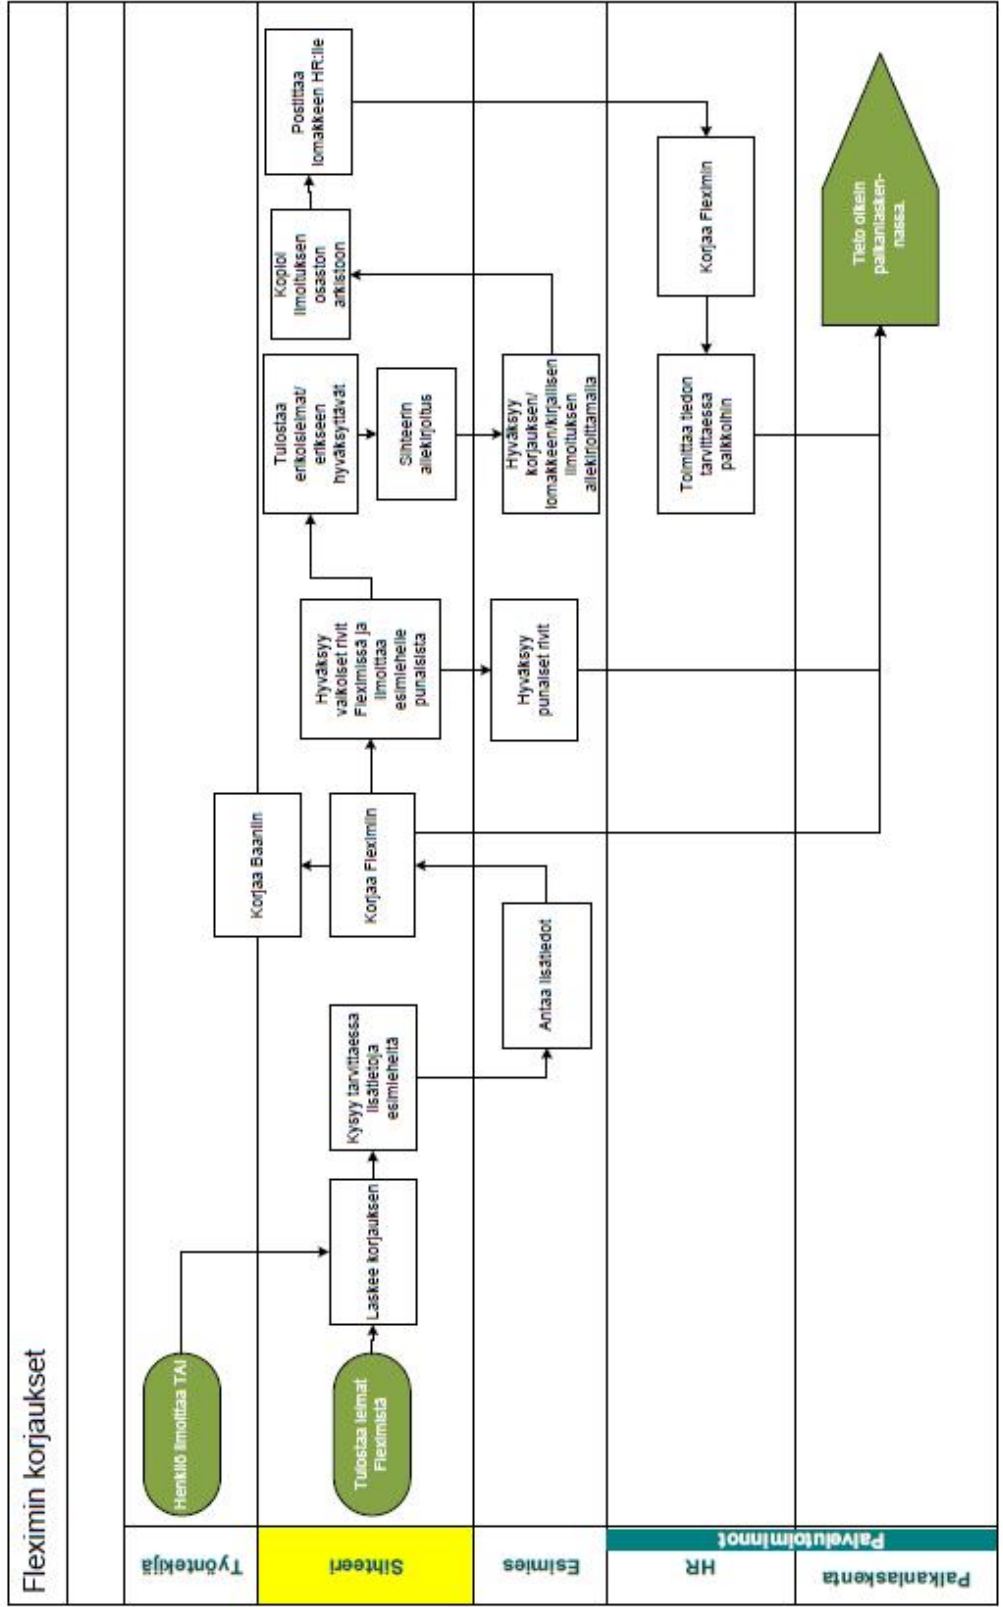 Fleximin korjaukset
Työntekijä
Henkilö ilmoittaa TAI
Sihteeri
Tulostaa leimat
Fleximistä
Laskee korjauksen
Kysyy tarvittaessa
lisätietoja
esimieheltä
Korjaa Baaniin
Korjaa Fleximiin
Hyväksyy
valkoiset rivit
Fleximissä ja
ilmoittaa
esimiehelle
punaisista
Tulostaa
erikoisleimat/
erikseen
hyväksyttävät
Sihteerin
allekirjoitus
Kopioi
ilmoituksen
osaston
arkistoon
Postittaa
lomakkeen HR:lle
Esimies
Antaa lisätiedot
Hyväksyy
punaiset rivit
Hyväksyy
korjauksen/
lomakkeen/kirjallisen
ilmoituksen
allekirjoittamalla
Palvelutoiminnot
HR
Toimittaa tiedon
tarvittaessa
palkkoihin
Korjaa Fleximin
Palkanlaskenta
Tieto oikein
palkanlasken-
nassa.